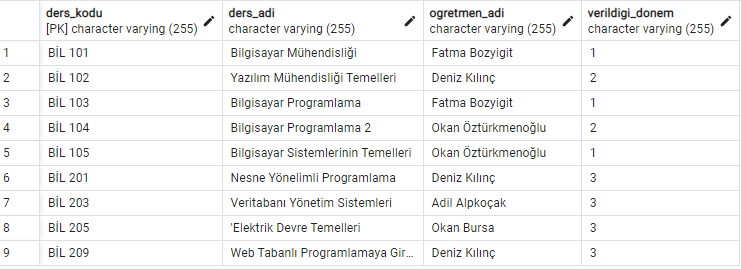 ders_kodu ders_adi ogretmen_adi verildigi_donem
[PK] character varying (255) character varying (255) character varying (255) character varying (255)
1 BİL 101 Bilgisayar Mühendisliği Fatma Bozyigit 1
2 BİL 102 Yazılım Mühendisliği Temelleri Deniz Kılınç 2
3 BİL 103 Bilgisayar Programlama Fatma Bozyigit 1
4 BİL 104 Bilgisayar Programlama 2 Okan Öztürkmenoğlu 2
5 BİL 105 Bilgisayar Sistemlerinin Temelleri Okan Öztürkmenoğlu 1
6 BİL 201 Nesne Yönelimli Programlama Deniz Kılınç 3
7 BİL 203 Veritabanı Yönetim Sistemleri Adil Alpkoçak 3
8 BİL 205 'Elektrik Devre Temelleri Okan Bursa 3
9 BİL 209 Web Tabanlı Programlamaya Gir... Deniz Kılınç 3